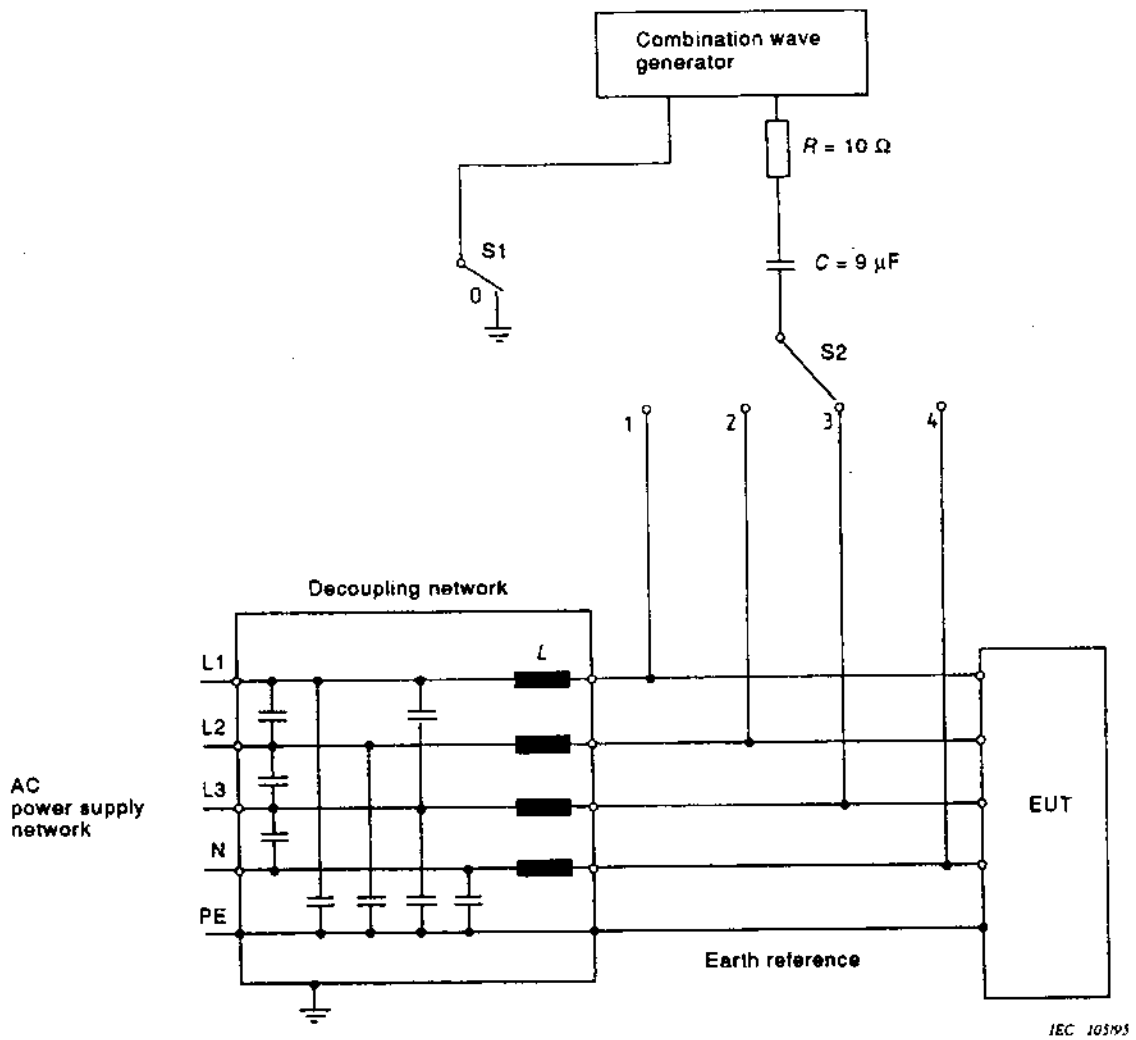 Combination wave
generator
R = 10 Ω
S1
0
C = 9 µF
S2
1
2
3
4
Decoupling network
L
L1
L2
L3
N
PE
AC
power supply
network
EUT
Earth reference
IEC 105/95